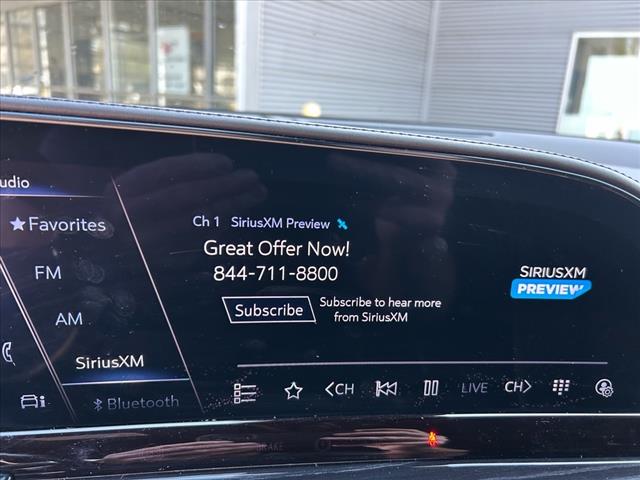 udio
Favorites
FM
AM
SiriusXM
Bluetooth
Ch 1 SiriusXM Preview
Great Offer Now!
844-711-8800
Subscribe
Subscribe to hear more
from SiriusXM
SIRIUSXM
PREVIEW
CH
LIVE
CH
BRAKE